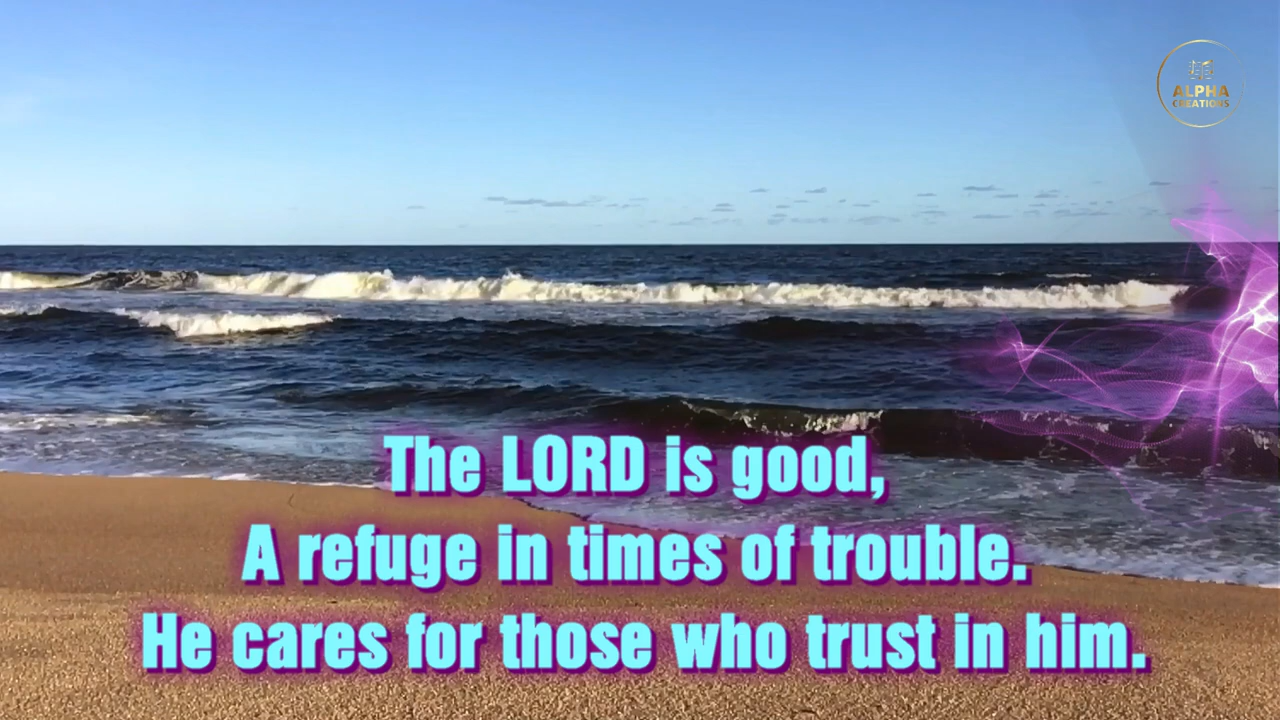 ALPHA
CREATIONS
The LORD is good,
A refuge in times of trouble.
He cares for those who trust in him.